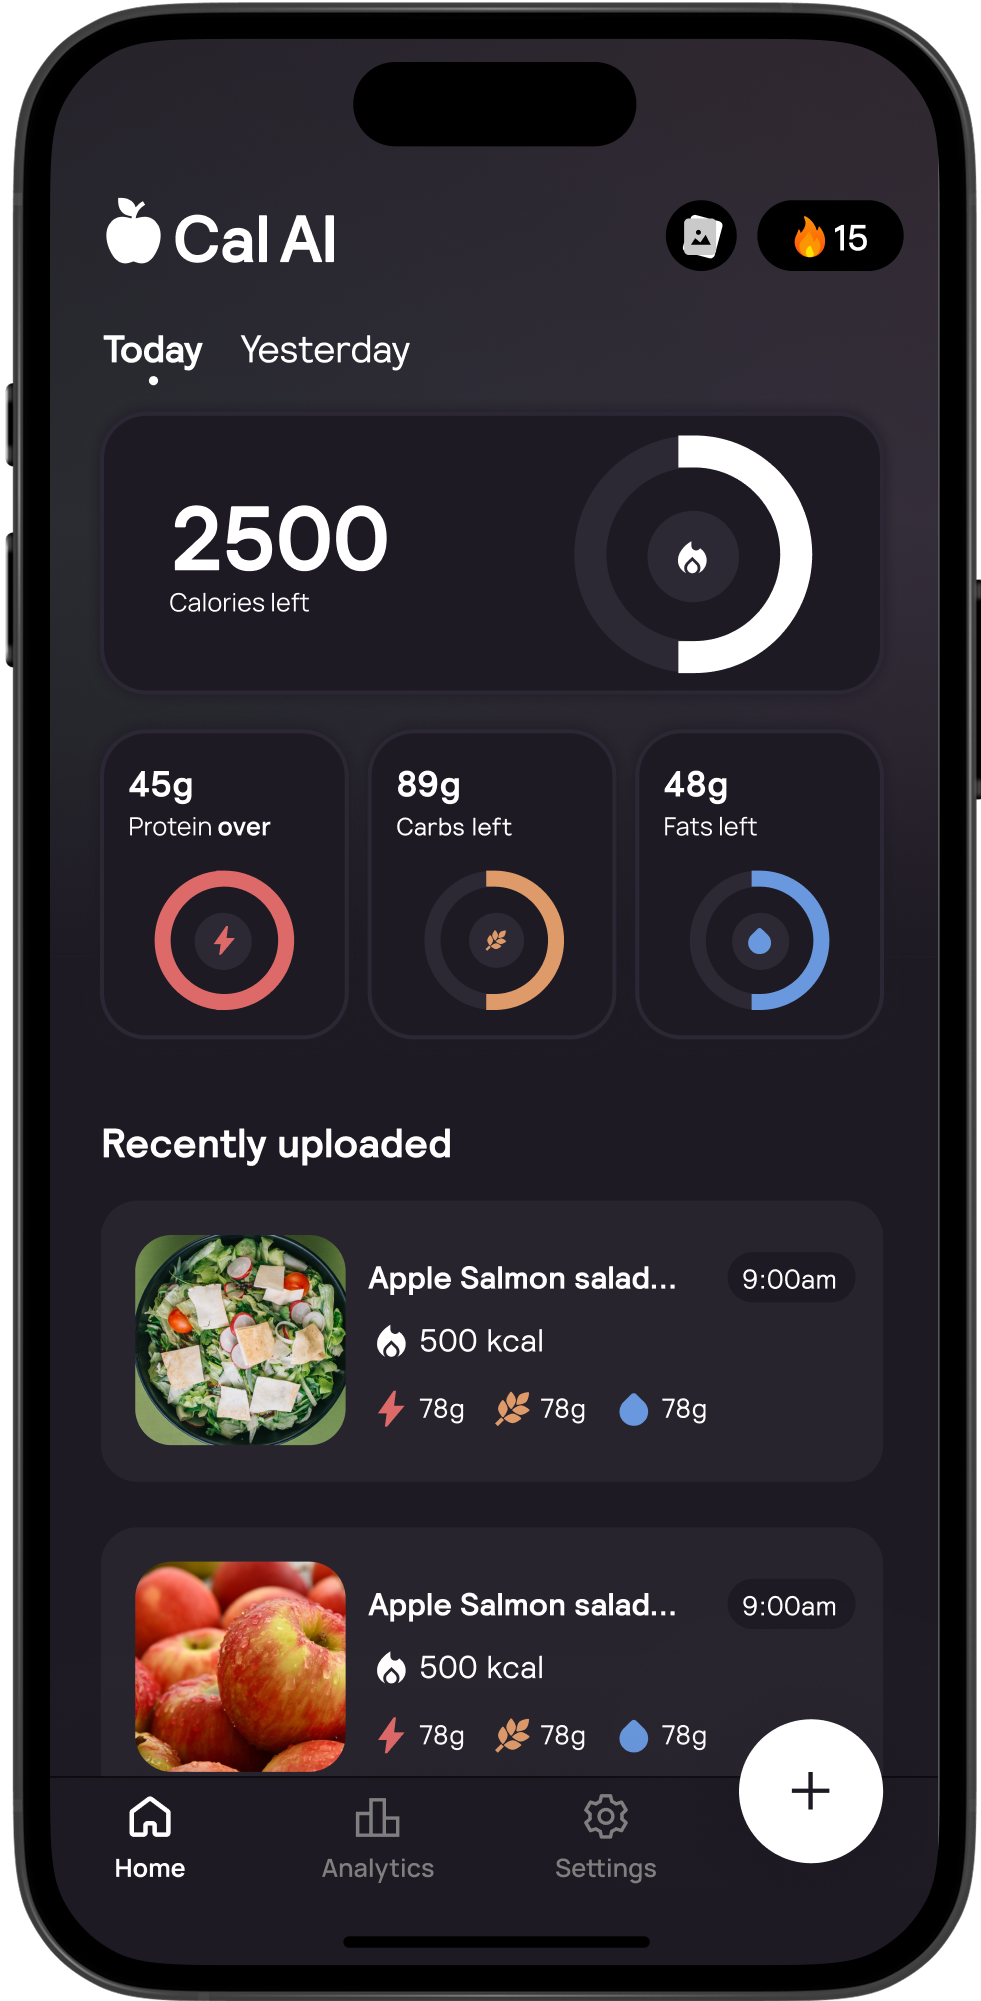 Cal AI
15
Today Yesterday
2500
Calories left
45g
Protein over
89g
Carbs left
48g
Fats left
Recently uploaded
Apple Salmon salad...
9:00am
500 kcal
78g 78g 78g
Apple Salmon salad...
9:00am
500 kcal
78g 78g 78g
Home Analytics Settings